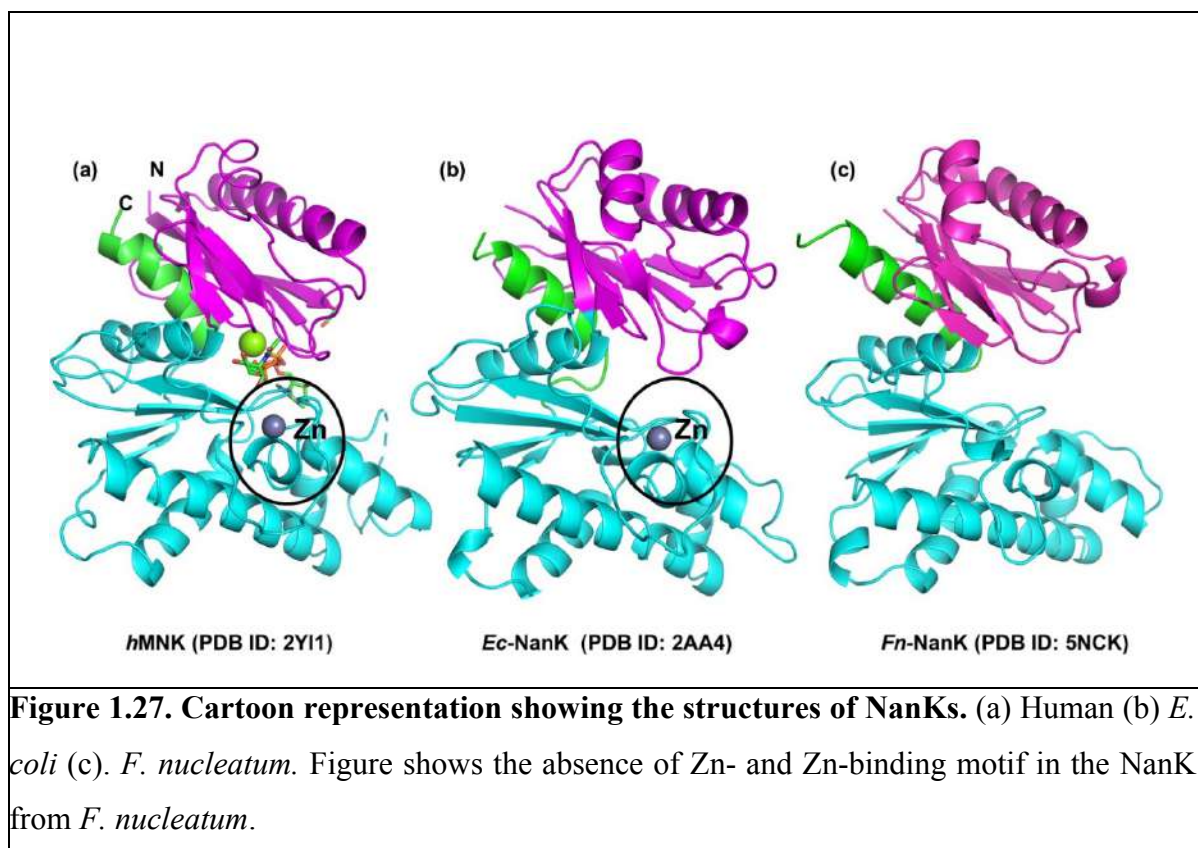 (a)
N
C
Zn
(b)
Zn
(c)
hMNK (PDB ID: 2YI1)
Ec-NanK (PDB ID: 2AA4)
Fn-NanK (PDB ID: 5NCK)
Figure 1.27. Cartoon representation showing the structures of NanKs. (a) Human (b) E.
coli (c). F. nucleatum. Figure shows the absence of Zn- and Zn-binding motif in the NanK
from F. nucleatum.